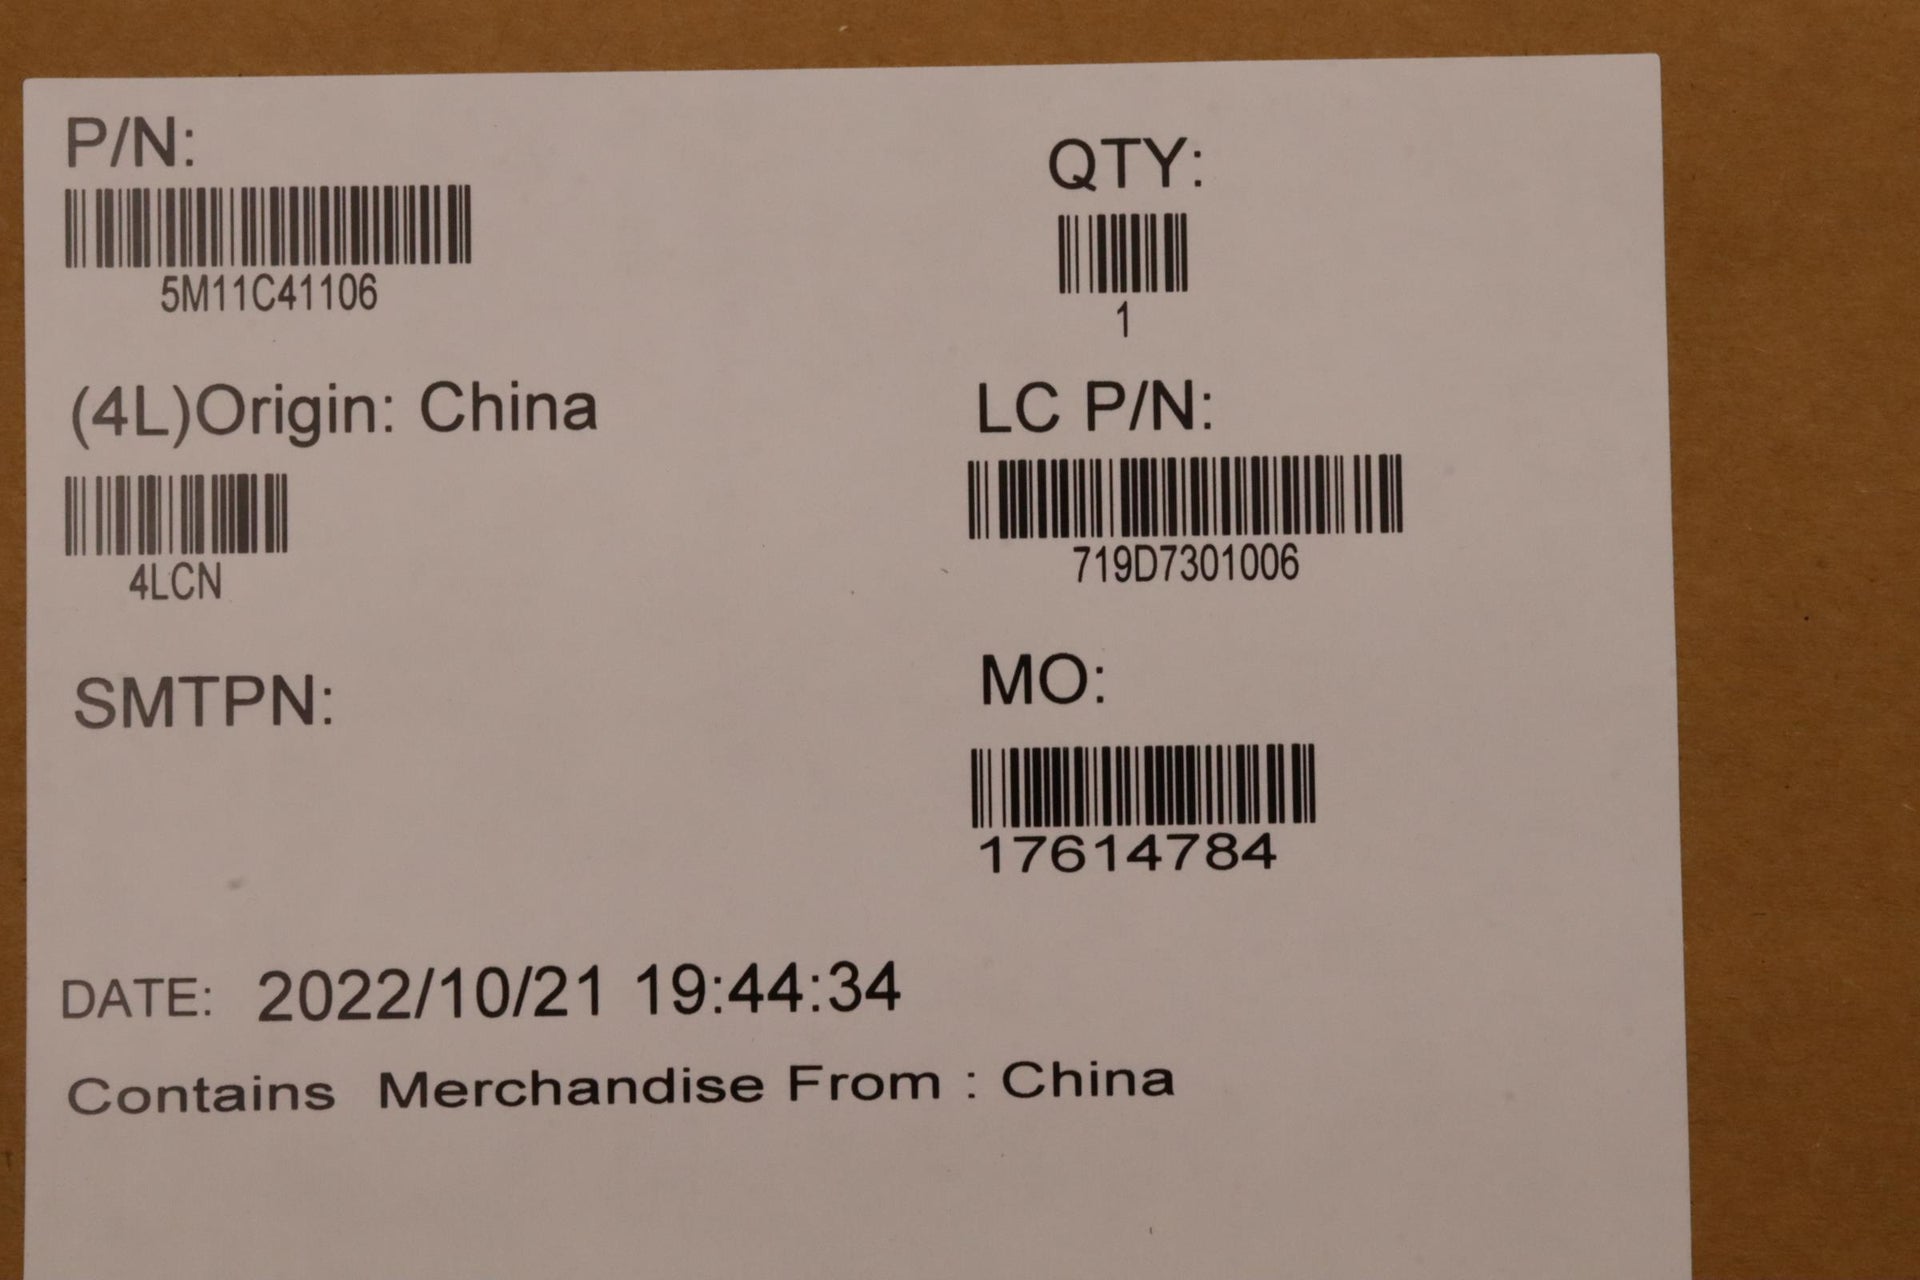 P/N:
5M11C41106
QTY:
1
(4L)Origin: China
4LCN
LC P/N:
719D7301006
SMTPN:
MO:
17614784
DATE: 2022/10/21 19:44:34
Contains Merchandise From : China